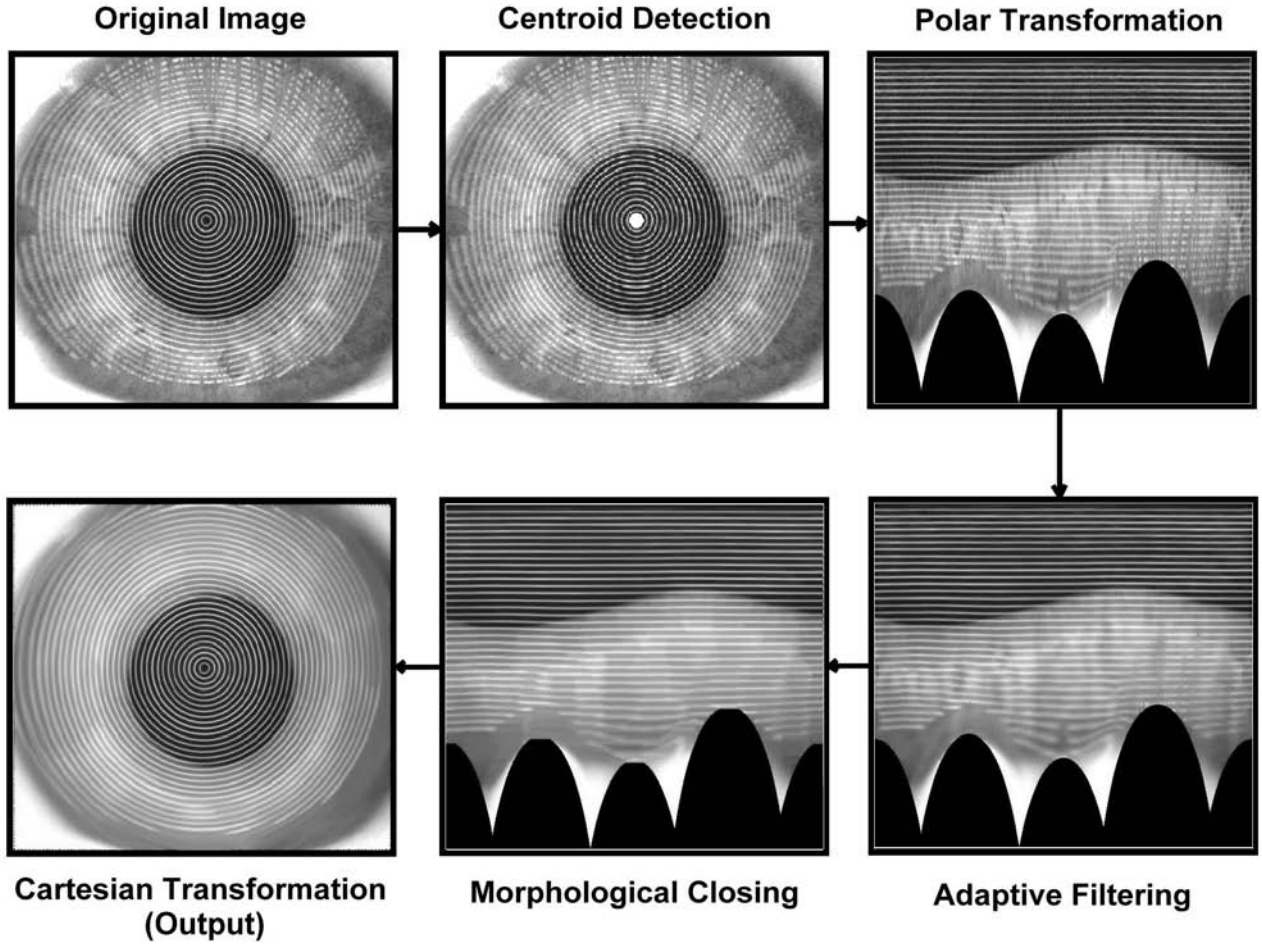 Original Image
Centroid Detection
Polar Transformation
Cartesian Transformation
(Output)
Morphological Closing
Adaptive Filtering